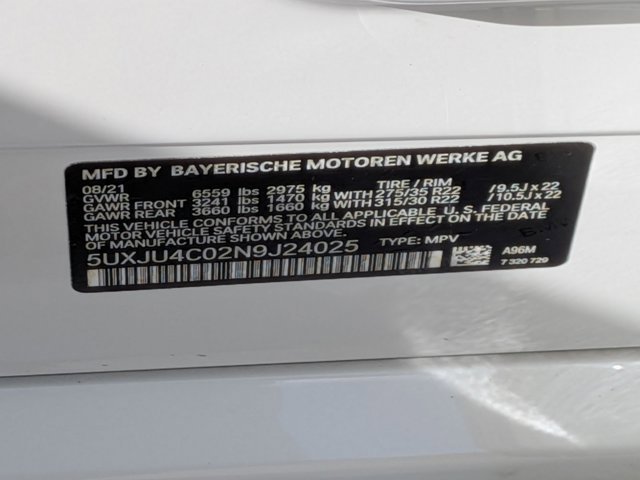 MFD BY BAYERISCHE MOTOREN WERKE AG
08/21 TIRE / RIM
GVWR 6559 lbs 2975 kg
GAWR FRONT 3241 lbs 1470 kg WITH 275/35 R22 /9.5J x 22
GAWR REAR 3660 lbs 1660 kg WITH 315/30 R22 /10.5J x 22
THIS VEHICLE CONFORMS TO ALL APPLICABLE U.S. FEDERAL
MOTOR VEHICLE SAFETY STANDARDS IN EFFECT ON THE
DATE OF MANUFACTURE SHOWN ABOVE.
5UXJU4C02N9J24025 TYPE: MPV
A96M
7 320 729